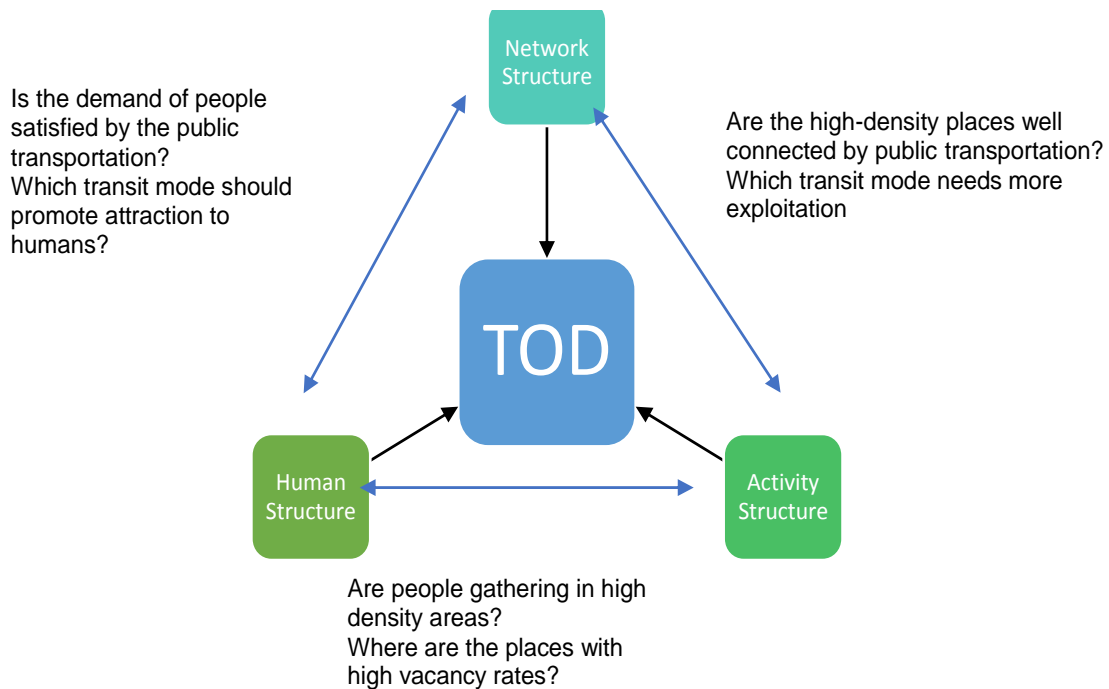 Network
Structure
Is the demand of people
satisfied by the public
transportation?
Which transit mode should
promote attraction to
humans?
Are the high-density places well
connected by public transportation?
Which transit mode needs more
exploitation
TOD
Human
Structure
Activity
Structure
Are people gathering in high
density areas?
Where are the places with
high vacancy rates?